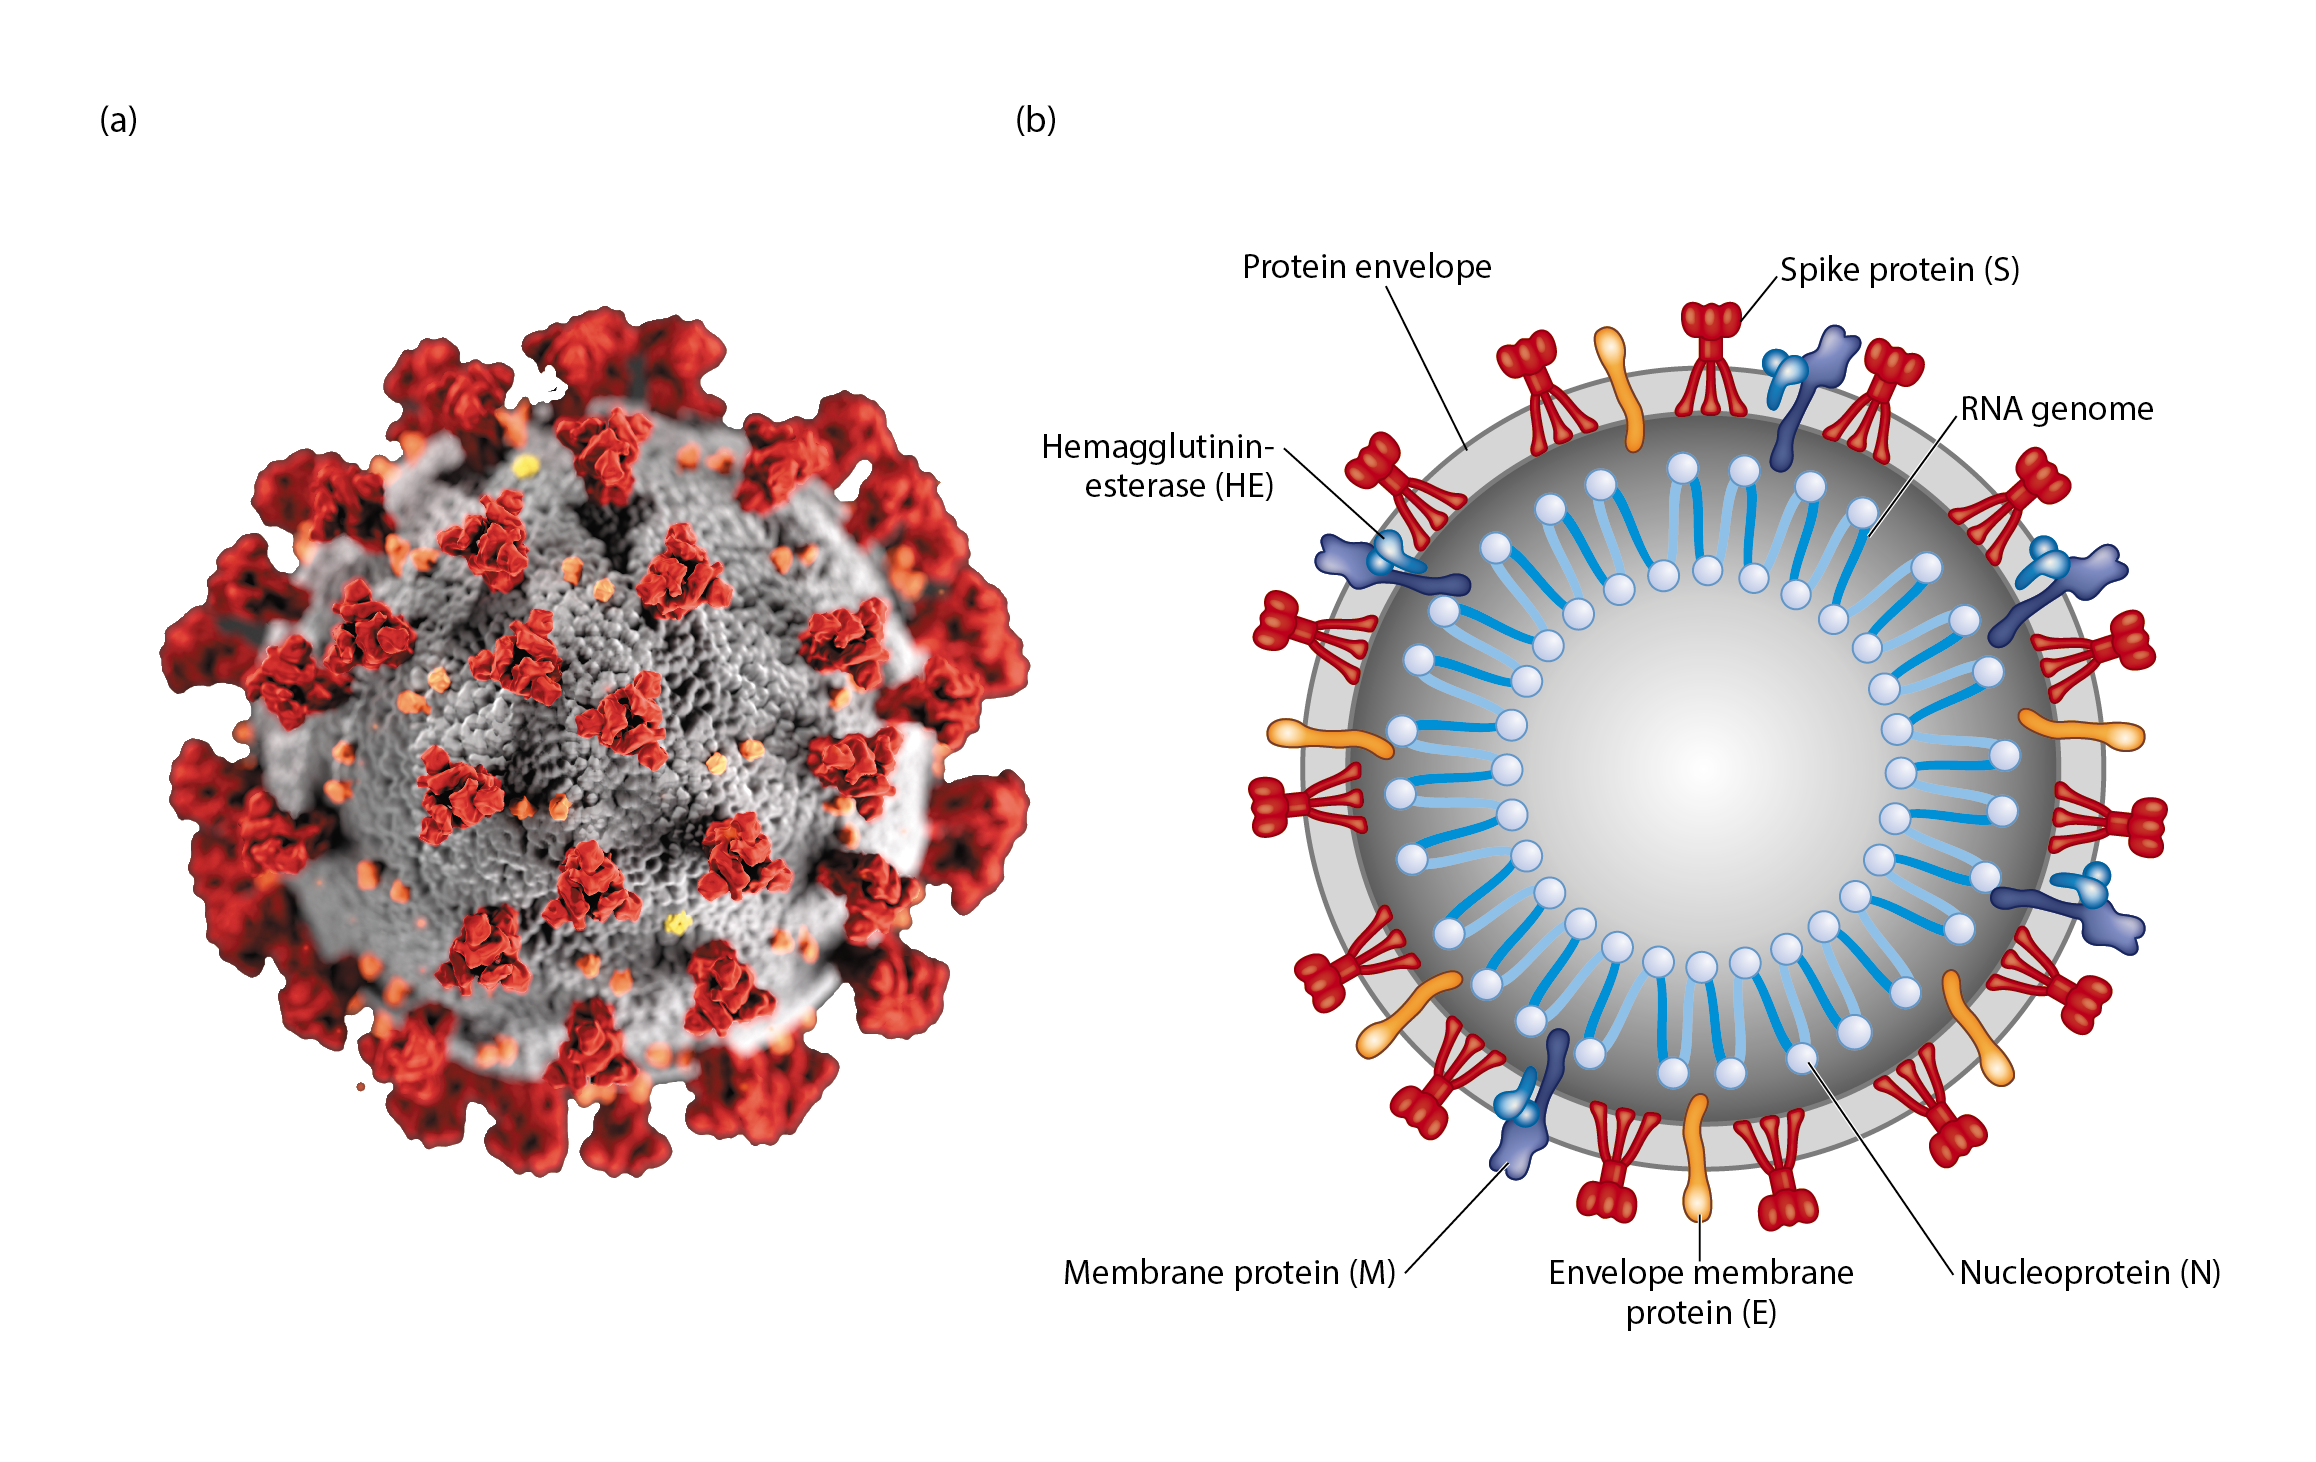 (a)
(b)
Protein envelope
Spike protein (S)
RNA genome
Hemagglutinin-
esterase (HE)
Membrane protein (M)
Envelope membrane
protein (E)
Nucleoprotein (N)